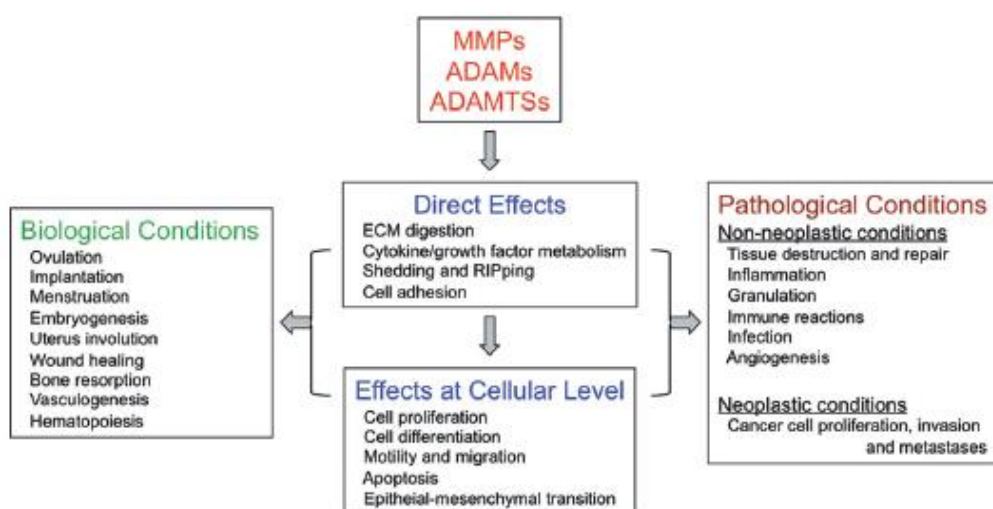 MMPs
ADAMs
ADAMTSs
Direct Effects
ECM digestion
Cytokine/growth factor metabolism
Shedding and RIPping
Cell adhesion
Biological Conditions
Ovulation
Implantation
Menstruation
Embryogenesis
Uterus involution
Wound healing
Bone resorption
Vasculogenesis
Hematopoiesis
Effects at Cellular Level
Cell proliferation
Cell differentiation
Motility and migration
Apoptosis
Epitheial-mesenchymal transition
Pathological Conditions
Non-neoplastic conditions
Tissue destruction and repair
Inflammation
Granulation
Immune reactions
Infection
Angiogenesis
Neoplastic conditions
Cancer cell proliferation, invasion
and metastases